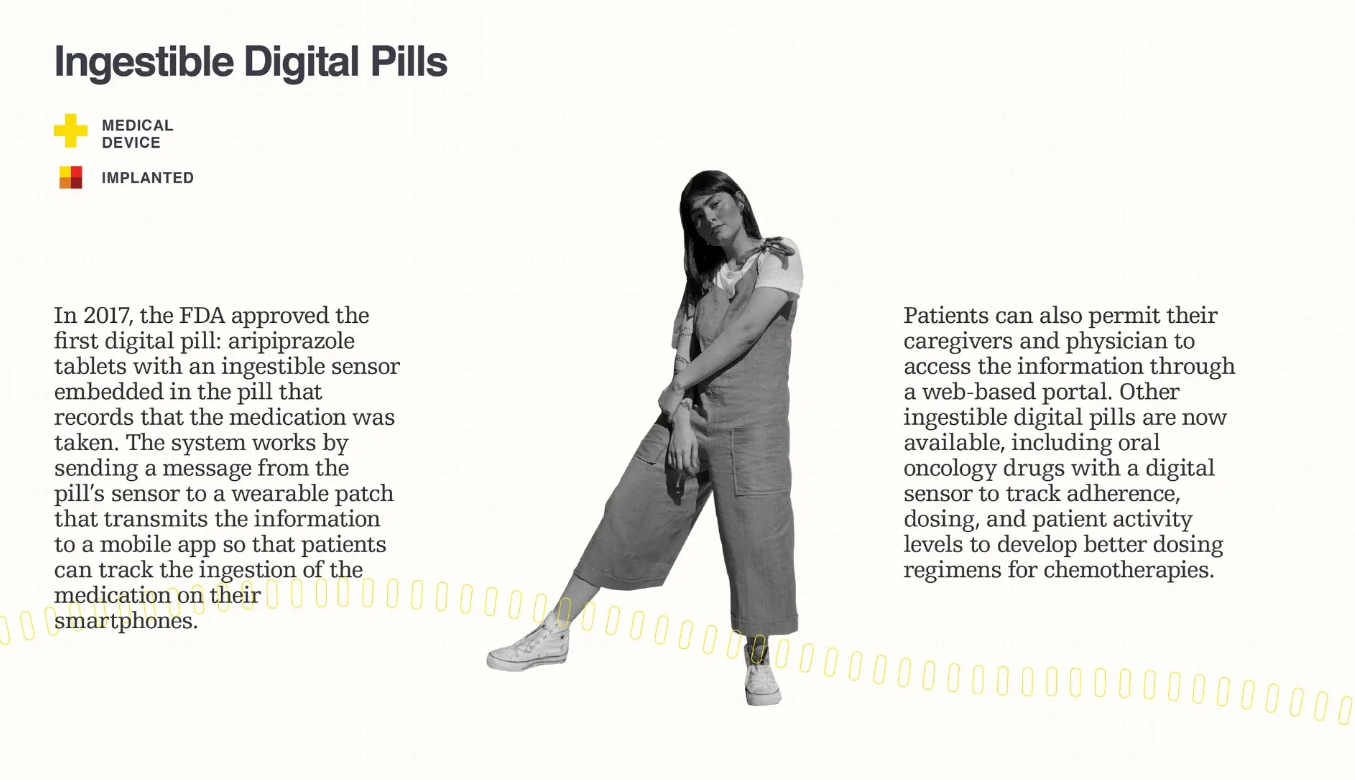 Ingestible Digital Pills
MEDICAL
DEVICE
IMPLANTED
In 2017, the FDA approved the
first digital pill: aripiprazole
tablets with an ingestible sensor
embedded in the pill that
records that the medication was
taken. The system works by
sending a message from the
pill’s sensor to a wearable patch
that transmits the information
to a mobile app so that patients
can track the ingestion of the
medication on their
smartphones.
Patients can also permit their
caregivers and physician to
access the information through
a web-based portal. Other
ingestible digital pills are now
available, including oral
oncology drugs with a digital
sensor to track adherence,
dosing, and patient activity
levels to develop better dosing
regimens for chemotherapies.